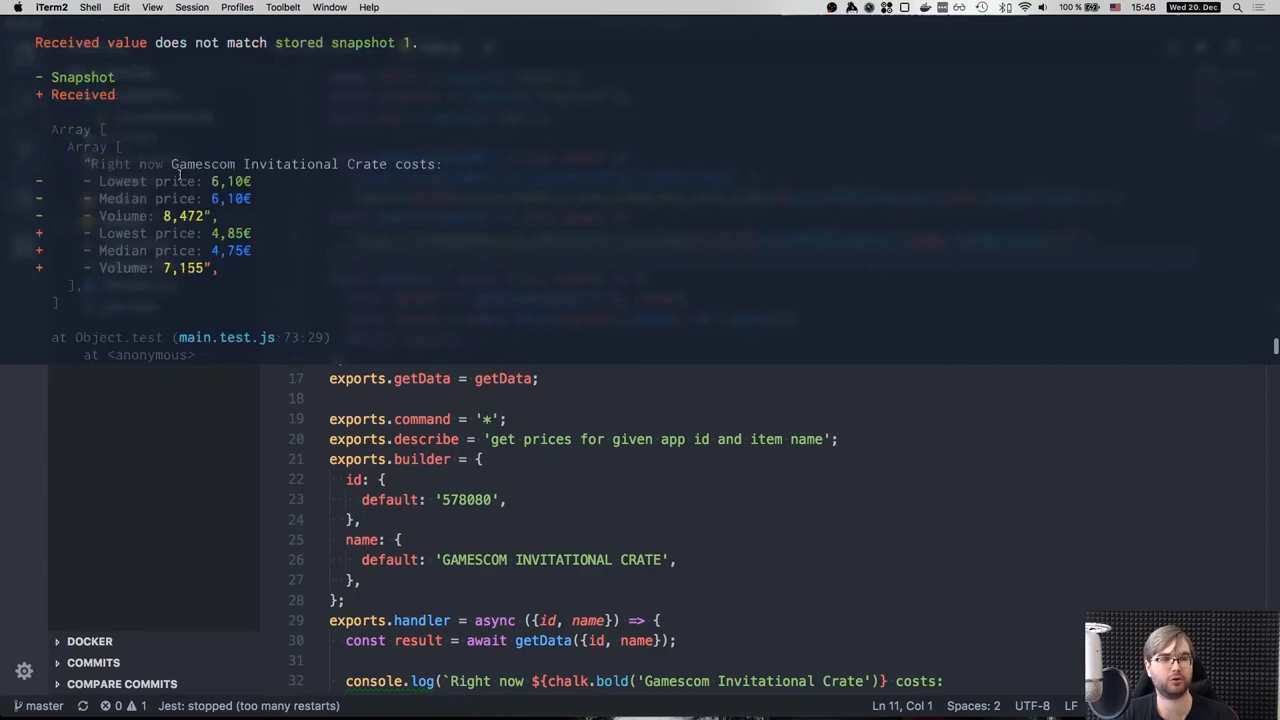 iTerm2 Shell Edit View Session Scripts Profiles Toolbelt Window Help 100 % Wed 20. Dec 15:48
Received value does not match stored snapshot 1.
- Snapshot
+ Received
Array [
Array [
"Right now Gamescom Invitational Crate costs:
- - Lowest price: 6,10€
- - Median price: 6,10€
- - Volume: 8,472",
+ - Lowest price: 4,85€
+ - Median price: 4,75€
+ - Volume: 7,155",
],
]
at Object.test (main.test.js:73:29)
at <anonymous>
17 exports.getData = getData;
18
19 exports.command = '*';
20 exports.describe = 'get prices for given app id and item name';
21 exports.builder = {
22 id: {
23 default: '578080',
24 },
25 name: {
26 default: 'GAMESCOM INVITATIONAL CRATE',
27 },
28 };
29 exports.handler = async ({id, name}) => {
30 const result = await getData({id, name});
31
32 console.log(`Right now ${chalk.bold('Gamescom Invitational Crate')} costs:
DOCKER
COMMITS
COMPARE COMMITS
master 0 1 Jest: stopped (too many restarts) Ln 11, Col 1 Spaces: 2 UTF-8 LF